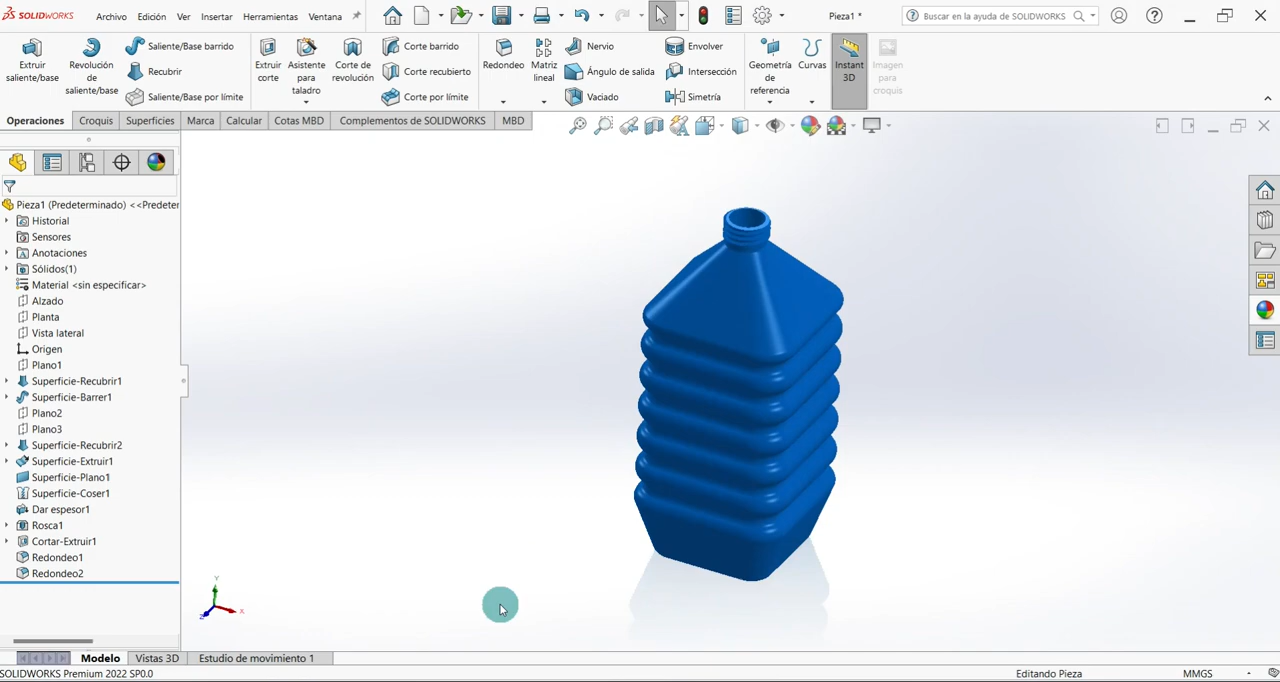 SOLIDWORKS Archivo Edición Ver Insertar Herramientas Ventana Pieza1 * Buscar en la ayuda de SOLIDWORKS
Extruir saliente/base
Revolución de saliente/base
Saliente/Base barrido
Recubrir
Saliente/Base por límite
Extruir corte
Asistente para taladro
Corte de revolución
Corte barrido
Corte recubierto
Corte por límite
Redondeo
Matriz lineal
Nervio
Ángulo de salida
Vaciado
Envolver
Intersección
Simetría
Geometría de referencia
Curvas
Instant 3D
Imagen para croquis
Operaciones Croquis Superficies Marca Calcular Cotas MBD Complementos de SOLIDWORKS MBD
Pieza1 (Predeterminado) <<Predeter
Historial
Sensores
Anotaciones
Sólidos(1)
Material <sin especificar>
Alzado
Planta
Vista lateral
Origen
Plano1
Superficie-Recubrir1
Superficie-Barrer1
Plano2
Plano3
Superficie-Recubrir2
Superficie-Extruir1
Superficie-Plano1
Superficie-Coser1
Dar espesor1
Rosca1
Cortar-Extruir1
Redondeo1
Redondeo2
Y
X
Z
Modelo Vistas 3D Estudio de movimiento 1
SOLIDWORKS Premium 2022 SP0.0 Editando Pieza MMGS